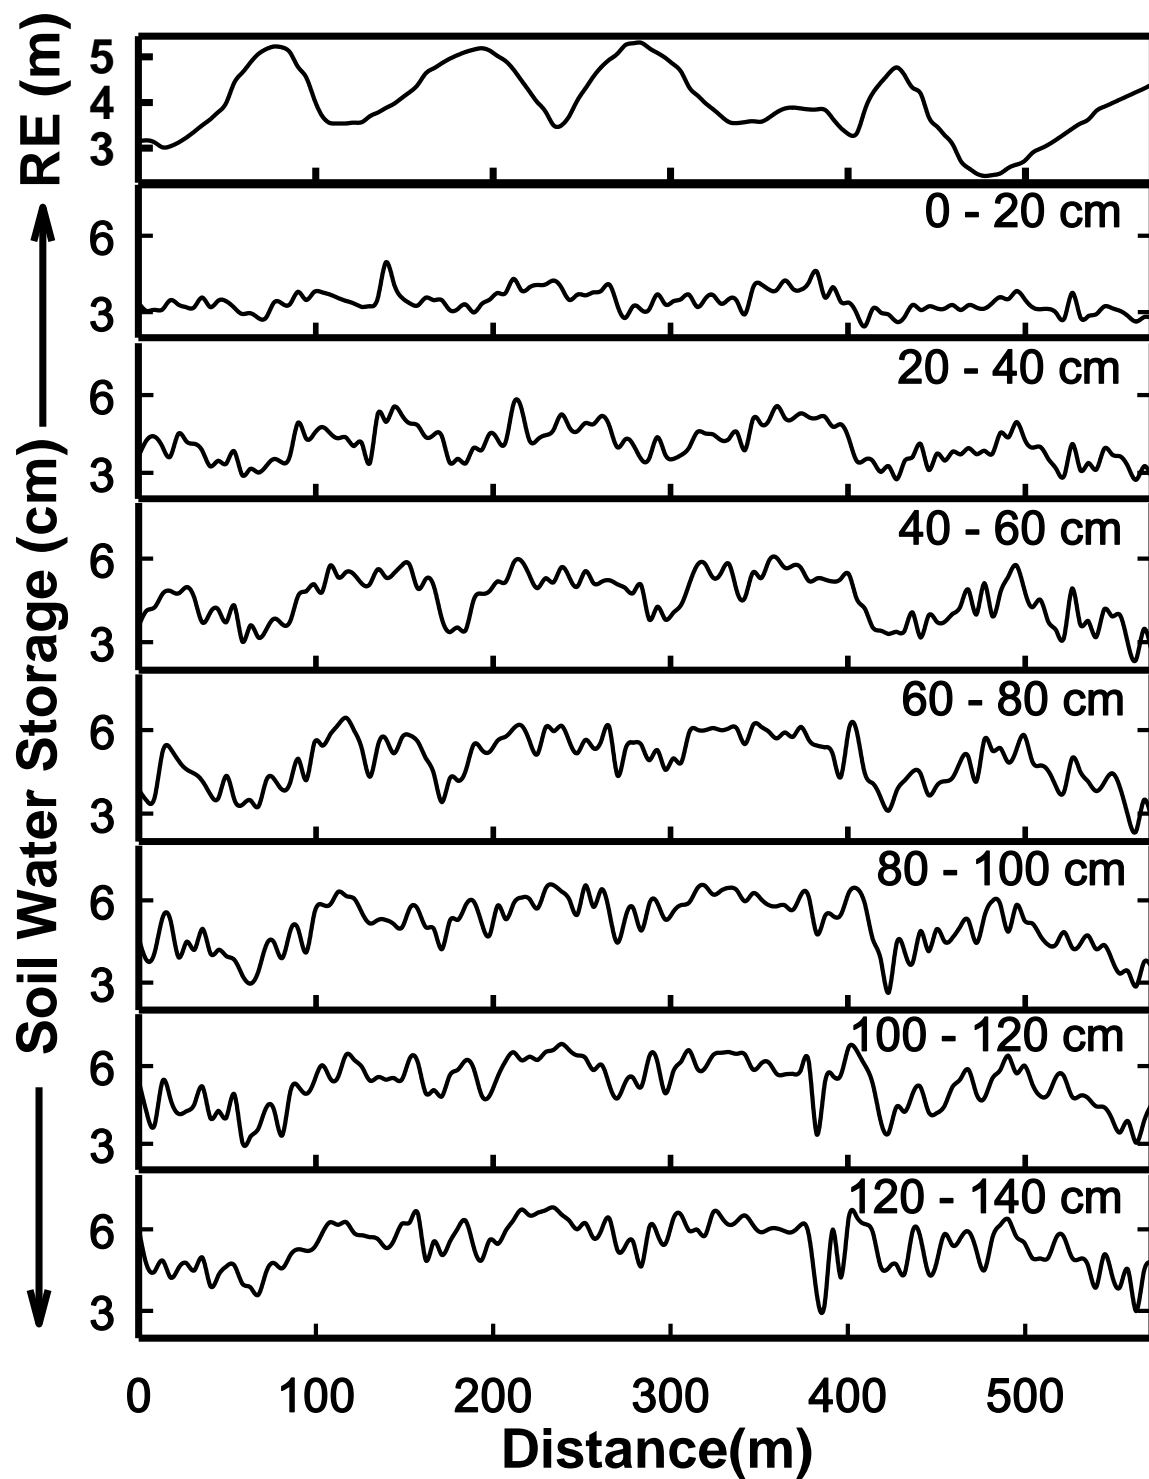 RE (m)
5
4
3
0 - 20 cm
6
3
20 - 40 cm
6
3
40 - 60 cm
6
3
60 - 80 cm
6
3
80 - 100 cm
6
3
100 - 120 cm
6
3
120 - 140 cm
6
3
Soil Water Storage (cm)
0 100 200 300 400 500
Distance(m)